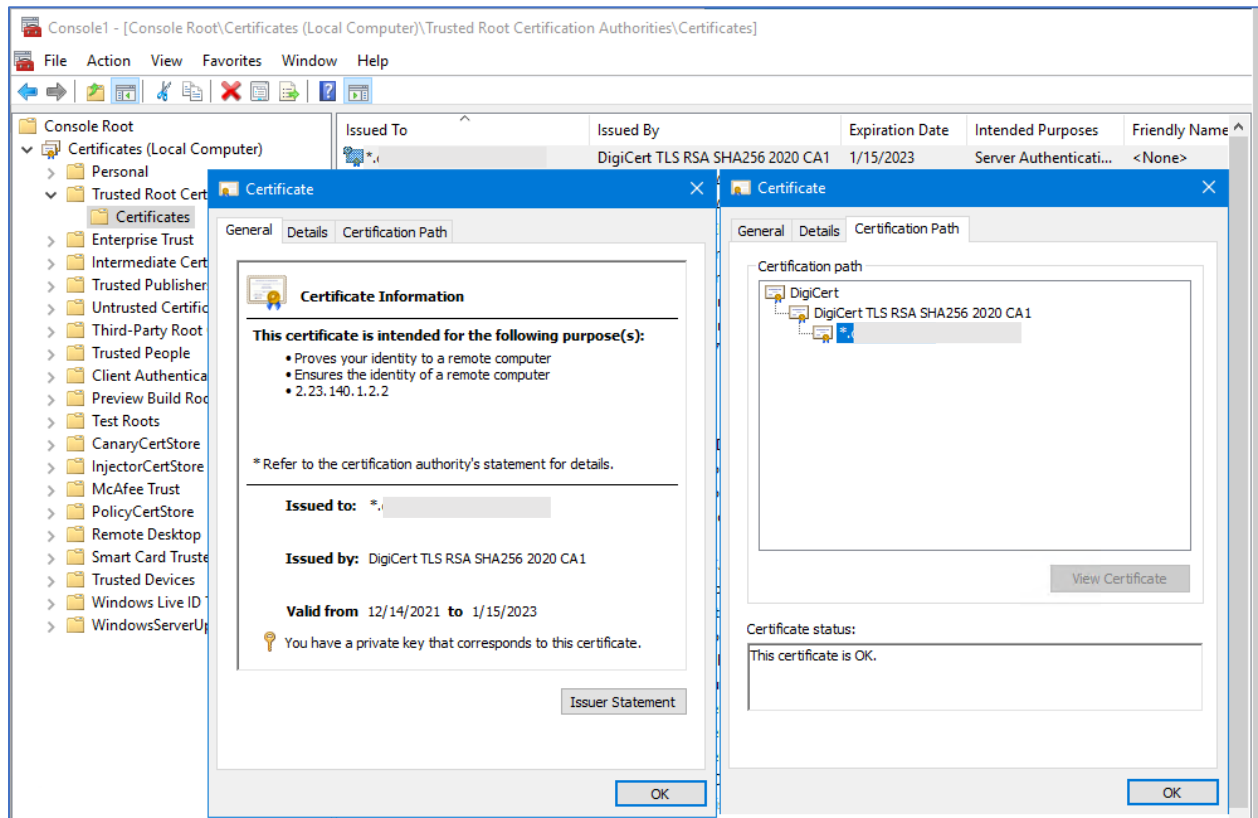 Console1 - [Console Root\Certificates (Local Computer)\Trusted Root Certification Authorities\Certificates]
File Action View Favorites Window Help
Console Root
Certificates (Local Computer)
Personal
Trusted Root Cert
Certificates
Enterprise Trust
Intermediate Cert
Trusted Publisher
Untrusted Certific
Third-Party Root
Trusted People
Client Authentica
Preview Build Roo
Test Roots
CanaryCertStore
InjectorCertStore
McAfee Trust
PolicyCertStore
Remote Desktop
Smart Card Truste
Trusted Devices
Windows Live ID
WindowsServerUp
Issued To Issued By Expiration Date Intended Purposes Friendly Name
*. DigiCert TLS RSA SHA256 2020 CA1 1/15/2023 Server Authenticati... <None>
Certificate
General Details Certification Path
Certificate Information
This certificate is intended for the following purpose(s):
• Proves your identity to a remote computer
• Ensures the identity of a remote computer
• 2.23.140.1.2.2
* Refer to the certification authority's statement for details.
Issued to: *.
Issued by: DigiCert TLS RSA SHA256 2020 CA1
Valid from 12/14/2021 to 1/15/2023
You have a private key that corresponds to this certificate.
Issuer Statement
OK
Certificate
General Details Certification Path
Certification path
DigiCert
DigiCert TLS RSA SHA256 2020 CA1
*.
View Certificate
Certificate status:
This certificate is OK.
OK